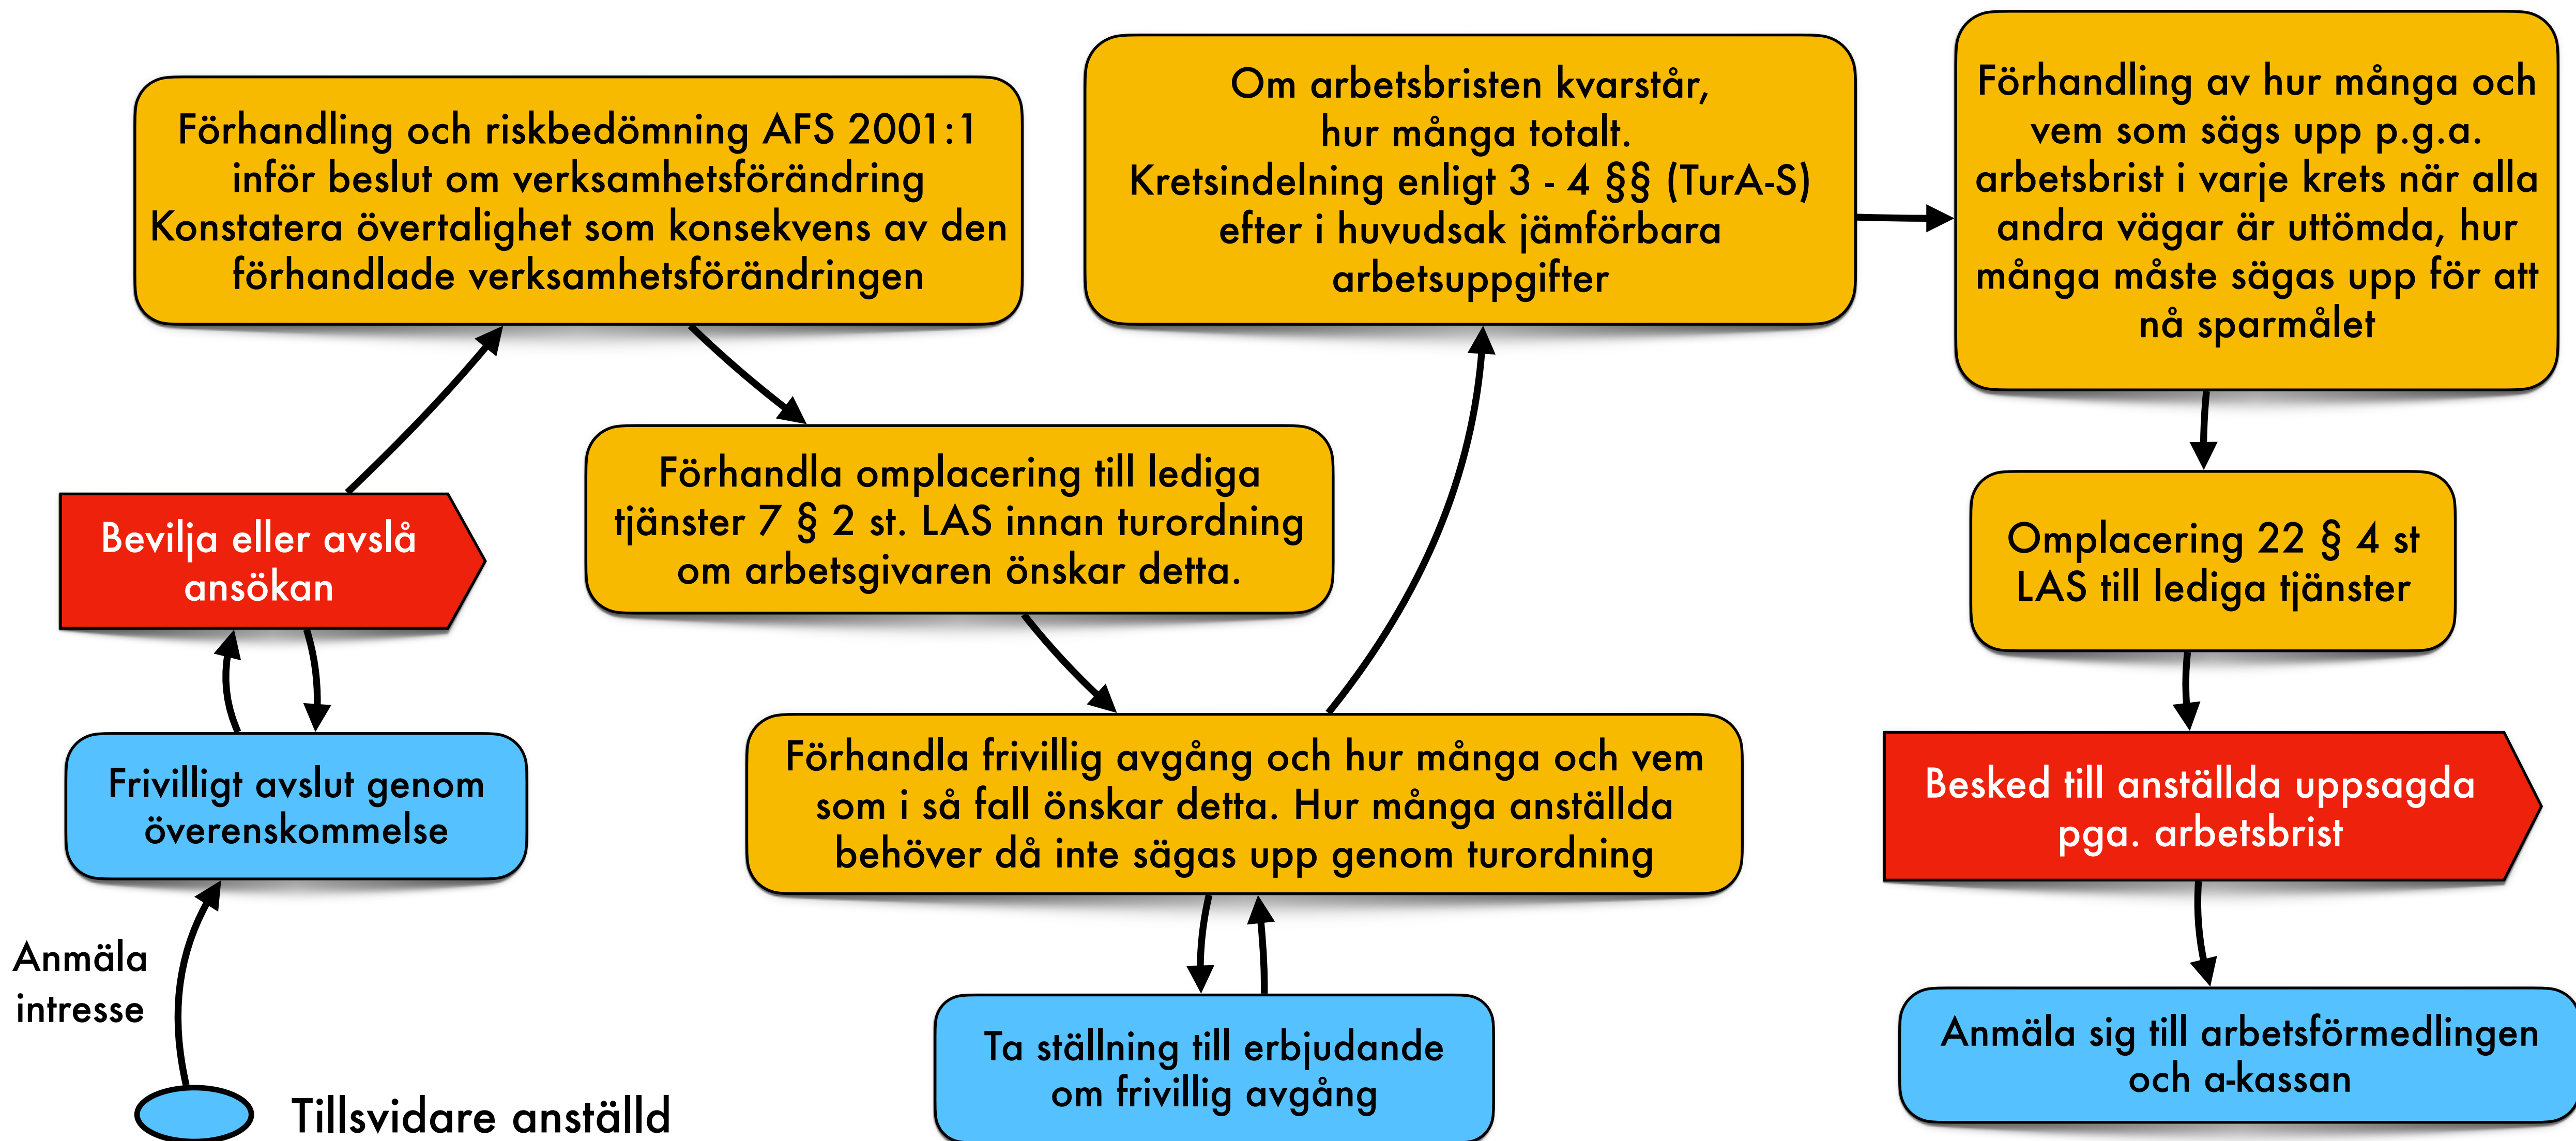 Förhandling och riskbedömning AFS 2001:1
inför beslut om verksamhetsförändring
Konstatera övertalighet som konsekvens av den
förhandlade verksamhetsförändringen
Om arbetsbristen kvarstår,
hur många totalt.
Kretsindelning enligt 3 - 4 §§ (TurA-S)
efter i huvudsak jämförbara
arbetsuppgifter
Förhandling av hur många och
vem som sägs upp p.g.a.
arbetsbrist i varje krets när alla
andra vägar är uttömda, hur
många måste sägas upp för att
nå sparmålet
Bevilja eller avslå
ansökan
Förhandla omplacering till lediga
tjänster 7 § 2 st. LAS innan turordning
om arbetsgivaren önskar detta.
Omplacering 22 § 4 st
LAS till lediga tjänster
Frivilligt avslut genom
överenskommelse
Förhandla frivillig avgång och hur många och vem
som i så fall önskar detta. Hur många anställda
behöver då inte sägas upp genom turordning
Besked till anställda uppsagda
pga. arbetsbrist
Anmäla
intresse
Ta ställning till erbjudande
om frivillig avgång
Anmäla sig till arbetsförmedlingen
och a-kassan
Tillsvidare anställd